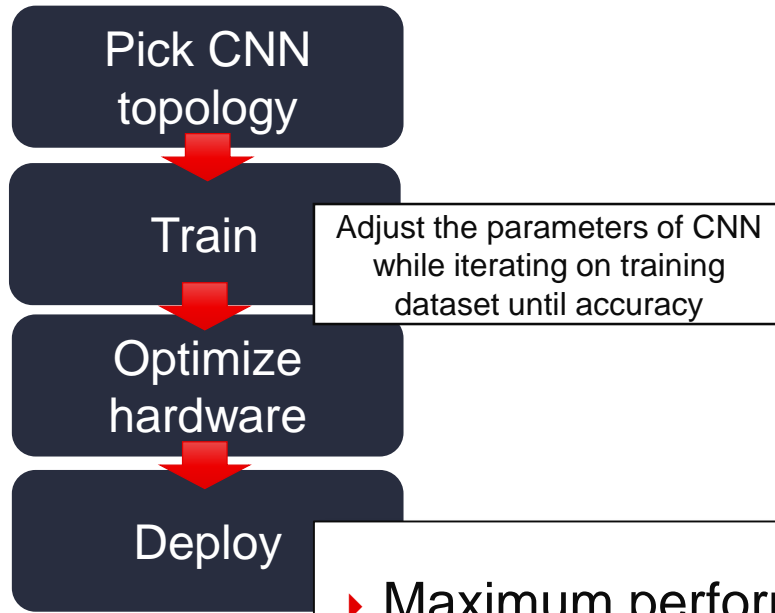 Pick CNN
topology
Train
Adjust the parameters of CNN
while iterating on training
dataset until accuracy
Optimize
hardware
Deploy
Maximum